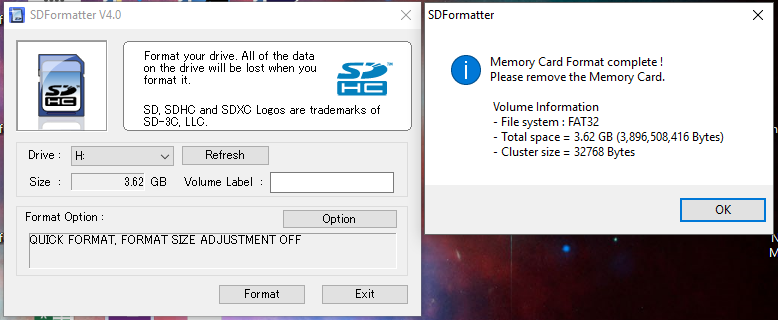 SDFormatter V4.0
SD
HC
Format your drive. All of the data
on the drive will be lost when you
format it.
SD, SDHC and SDXC Logos are trademarks of
SD-3C, LLC.
SD
HC
TM
Drive :
H:
Refresh
Size :
3.62 GB
Volume Label :
Format Option :
Option
QUICK FORMAT, FORMAT SIZE ADJUSTMENT OFF
Format
Exit
SDFormatter
Memory Card Format complete !
Please remove the Memory Card.
Volume Information
- File system : FAT32
- Total space = 3.62 GB (3,896,508,416 Bytes)
- Cluster size = 32768 Bytes
OK